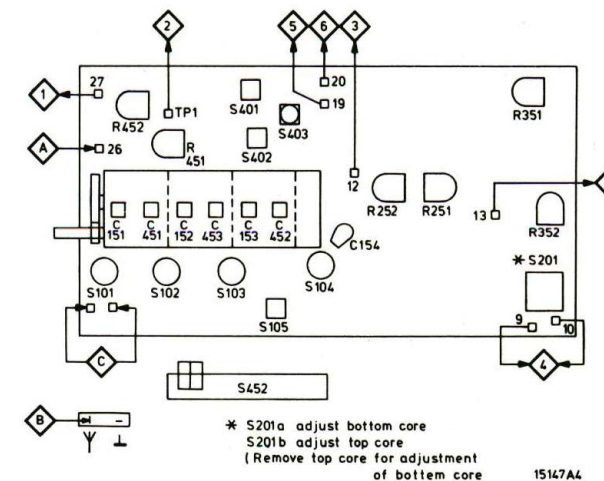 2
5 6 3
27
1
20
19
TP1
S401
S403
R351
R452
A
26
R
451
S402
12
R252
R251
13
R352
C
151
C
451
C
152
C
453
C
153
C
452
C154
* S201
S101
S102
S103
S104
S105
9
10
C
4
S452
B
* S201a adjust bottom core
S201b adjust top core
(Remove top core for adjustment
of bottem core
15147A4